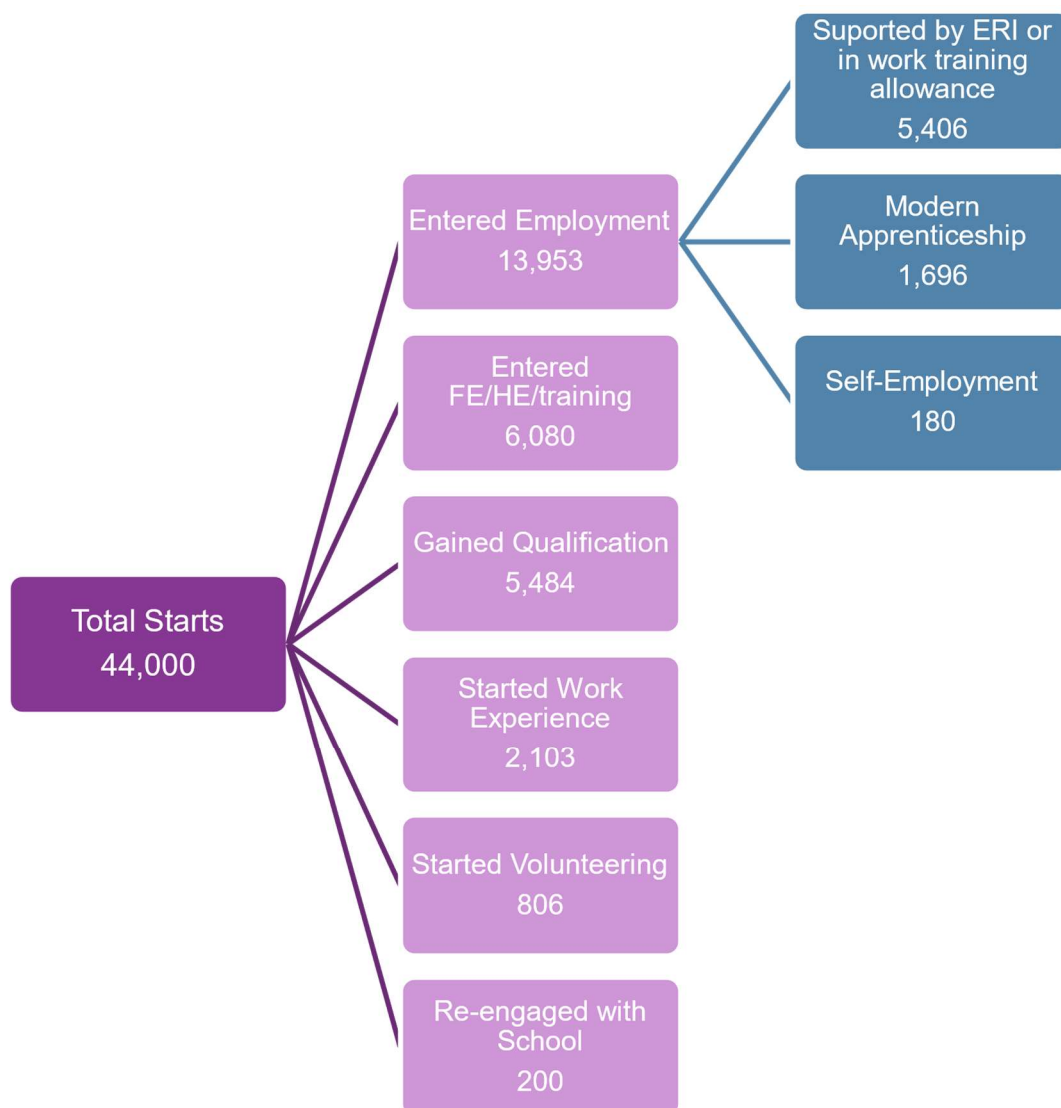 Total Starts
44,000
Entered Employment
13,953
Entered
FE/HE/training
6,080
Gained Qualification
5,484
Started Work
Experience
2,103
Started Volunteering
806
Re-engaged with
School
200
Suported by ERI or
in work training
allowance
5,406
Modern
Apprenticeship
1,696
Self-Employment
180